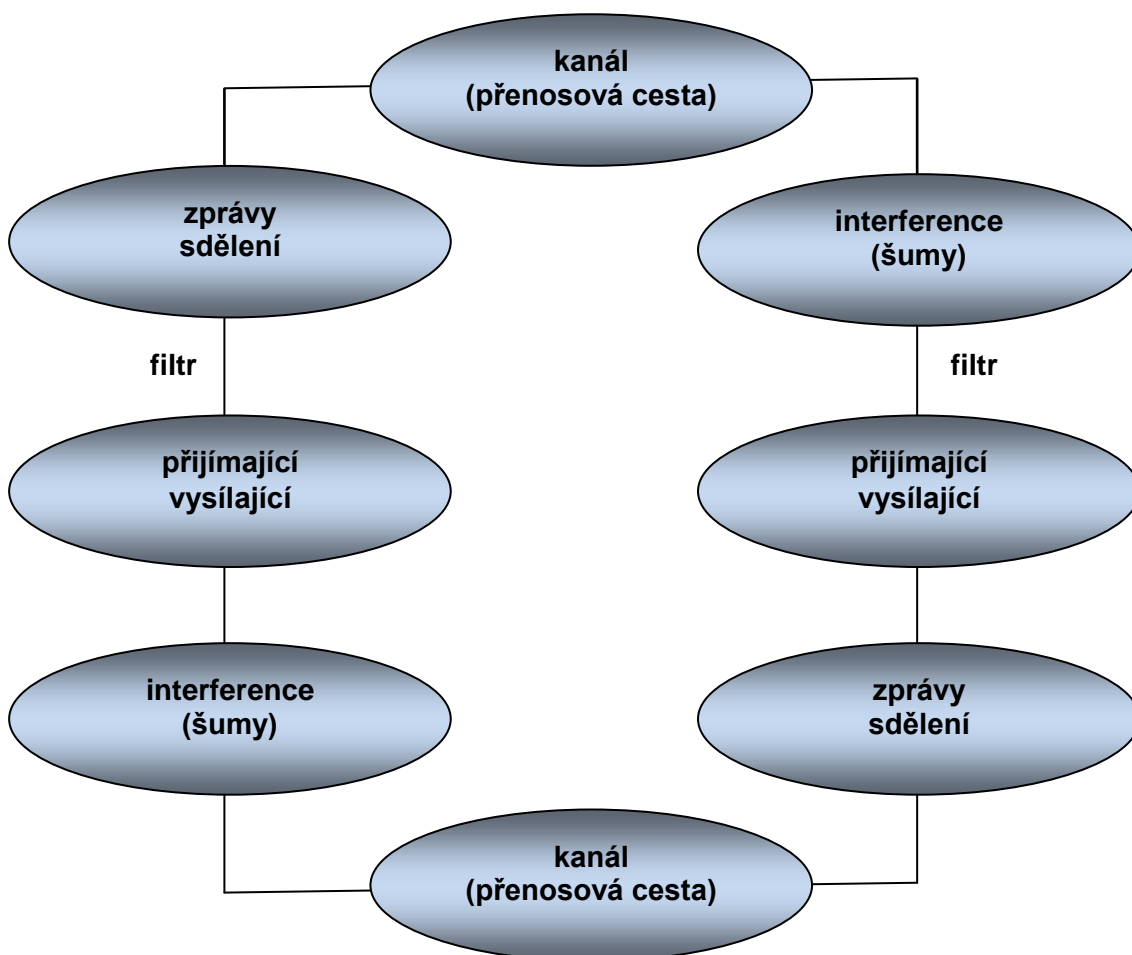 kanál
(přenosová cesta)
zprávy
sdělení
interference
(šumy)
filtr
filtr
přijímající
vysílající
přijímající
vysílající
interference
(šumy)
zprávy
sdělení
kanál
(přenosová cesta)